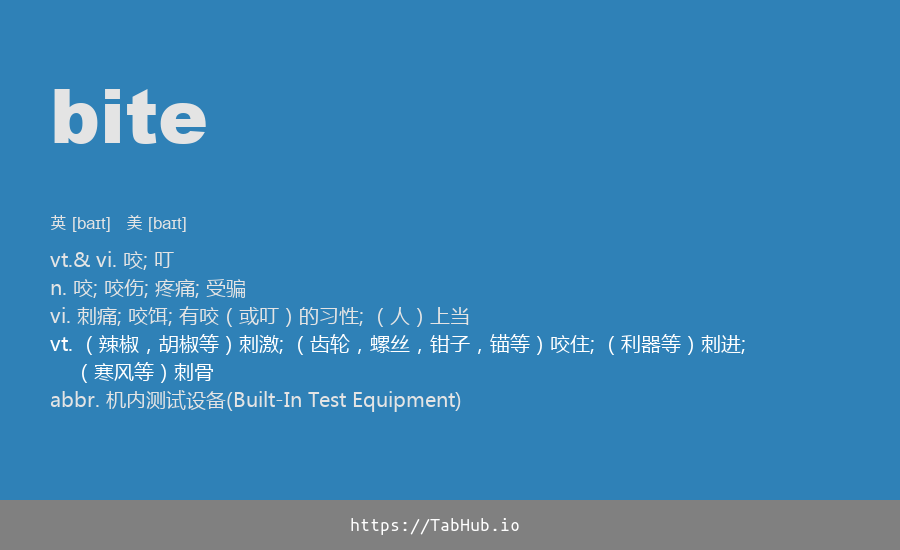 bite
英 [baɪt] 美 [baɪt]
vt.& vi. 咬; 叮
n. 咬; 咬伤; 疼痛; 受骗
vi. 刺痛; 咬饵; 有咬（或叮）的习性; （人）上当
vt. （辣椒，胡椒等）刺激; （齿轮，螺丝，钳子，锚等）咬住; （利器等）刺进;
（寒风等）刺骨
abbr. 机内测试设备(Built-In Test Equipment)
https://TabHub.io